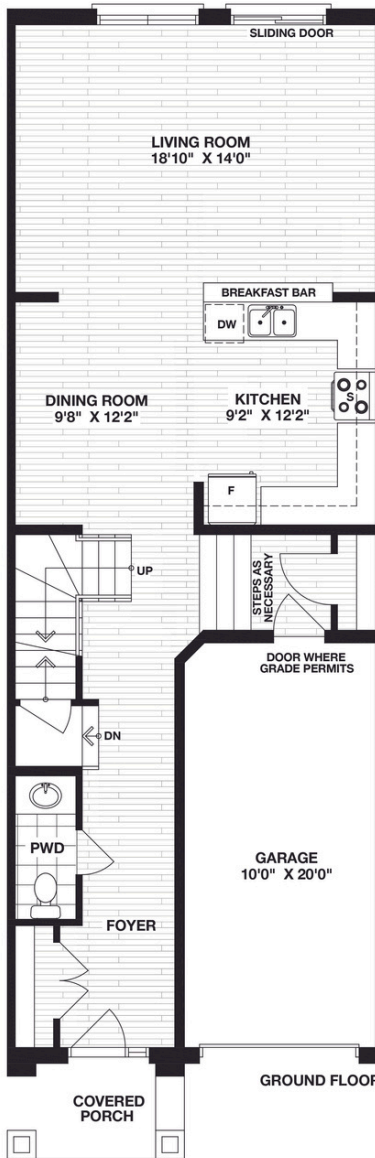 SLIDING DOOR
LIVING ROOM
18'10" X 14'0"
BREAKFAST BAR
DW
DINING ROOM
9'8" X 12'2"
KITCHEN
9'2" X 12'2"
S
F
UP
STEPS AS
NECESSARY
DOOR WHERE
GRADE PERMITS
DN
PWD
GARAGE
10'0" X 20'0"
FOYER
GROUND FLOOR
COVERED
PORCH